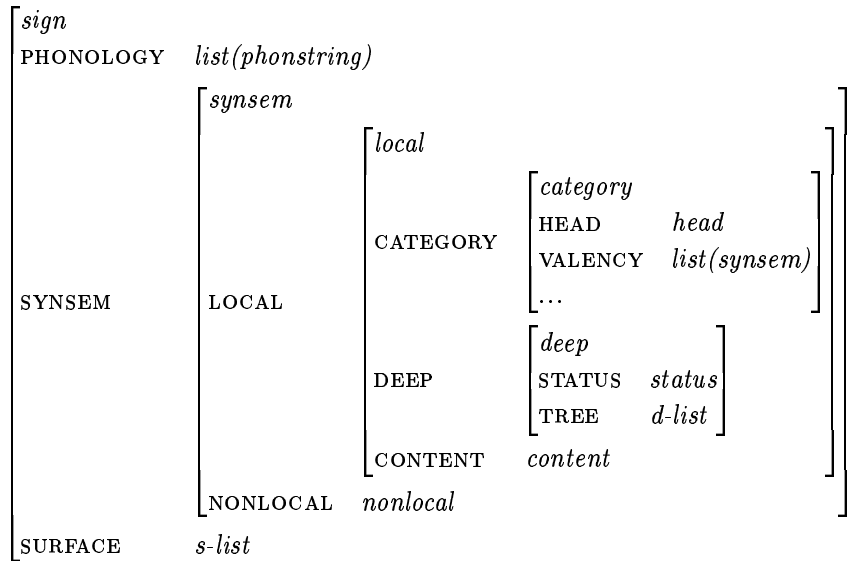 sign
PHONOLOGY list(phonstring)
synsem
local
category
HEAD head
CATEGORY
VALENCY list(synsem)
...
SYNSEM LOCAL
deep
DEEP STATUS status
TREE d-list
CONTENT content
NONLOCAL nonlocal
SURFACE s-list